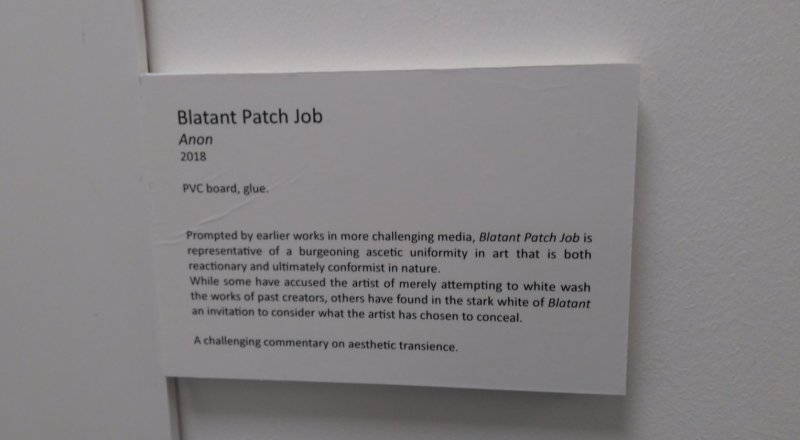 Blatant Patch Job
Anon
2018
PVC board, glue.
Prompted by earlier works in more challenging media, Blatant Patch Job is
representative of a burgeoning ascetic uniformity in art that is both
reactionary and ultimately conformist in nature.
While some have accused the artist of merely attempting to white wash
the works of past creators, others have found in the stark white of Blatant
an invitation to consider what the artist has chosen to conceal.
A challenging commentary on aesthetic transience.